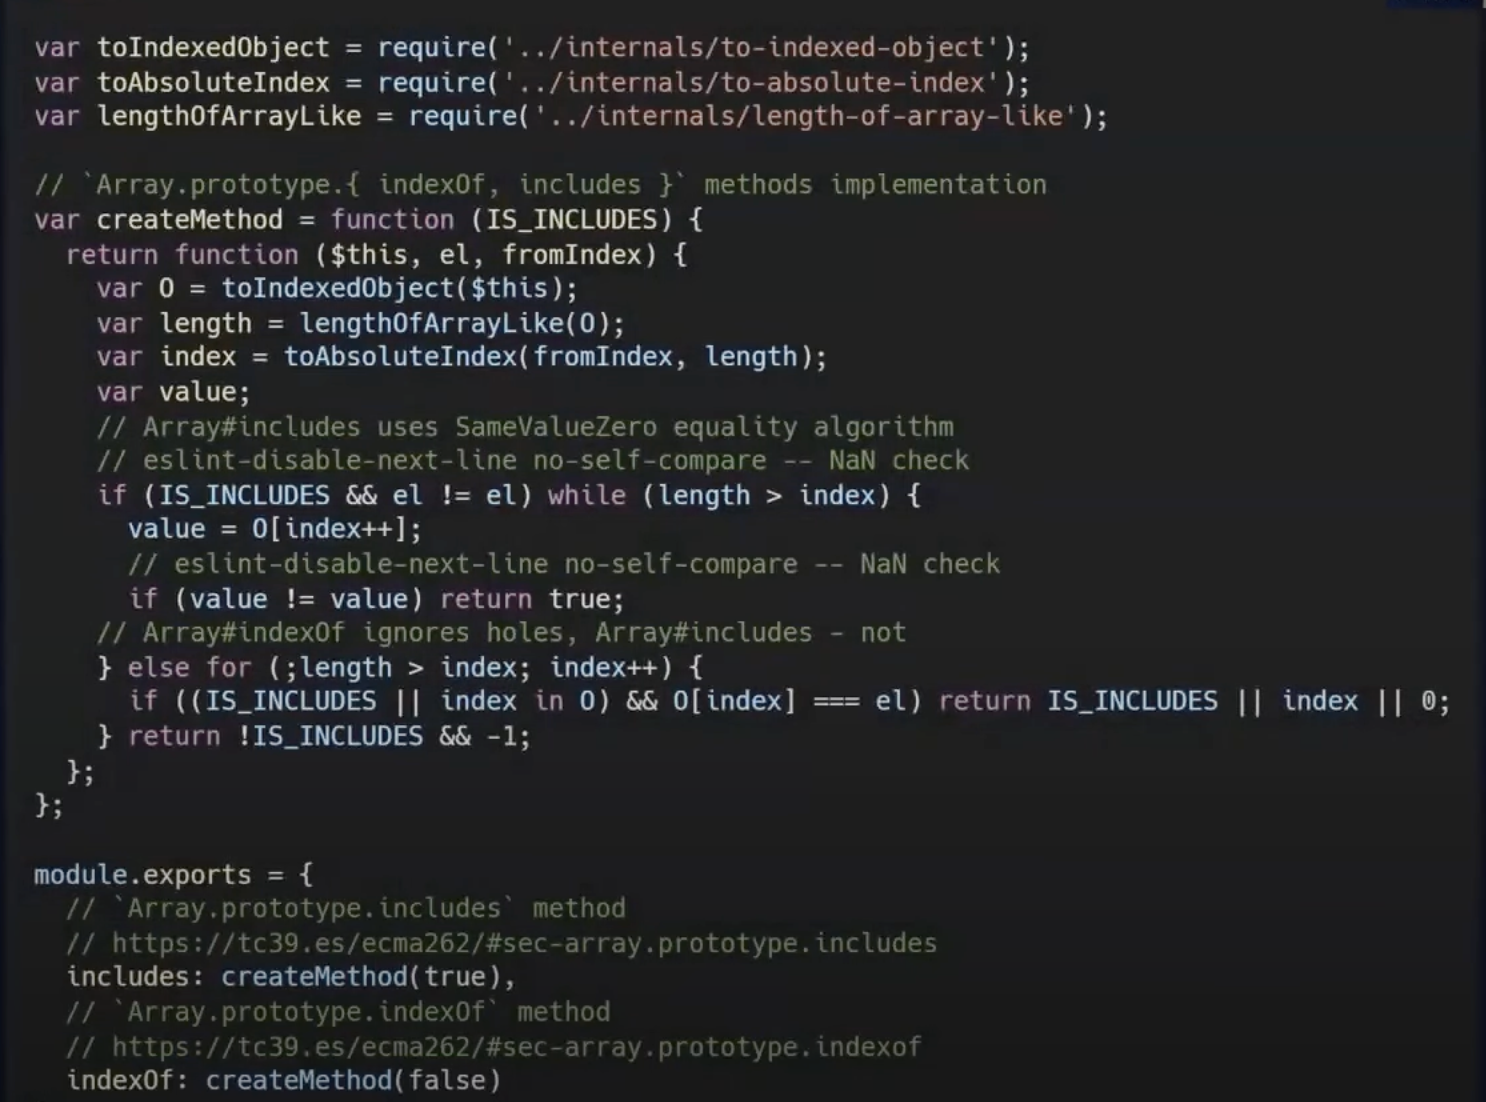 var toIndexedObject = require('../internals/to-indexed-object');
var toAbsoluteIndex = require('../internals/to-absolute-index');
var lengthOfArrayLike = require('../internals/length-of-array-like');

// `Array.prototype.{ indexOf, includes }` methods implementation
var createMethod = function (IS_INCLUDES) {
  return function ($this, el, fromIndex) {
    var O = toIndexedObject($this);
    var length = lengthOfArrayLike(O);
    var index = toAbsoluteIndex(fromIndex, length);
    var value;
    // Array#includes uses SameValueZero equality algorithm
    // eslint-disable-next-line no-self-compare -- NaN check
    if (IS_INCLUDES && el != el) while (length > index) {
      value = O[index++];
      // eslint-disable-next-line no-self-compare -- NaN check
      if (value != value) return true;
    // Array#indexOf ignores holes, Array#includes - not
    } else for (;length > index; index++) {
      if ((IS_INCLUDES || index in O) && O[index] === el) return IS_INCLUDES || index || 0;
    } return !IS_INCLUDES && -1;
  };
};

module.exports = {
  // `Array.prototype.includes` method
  // https://tc39.es/ecma262/#sec-array.prototype.includes
  includes: createMethod(true),
  // `Array.prototype.indexOf` method
  // https://tc39.es/ecma262/#sec-array.prototype.indexof
  indexOf: createMethod(false)